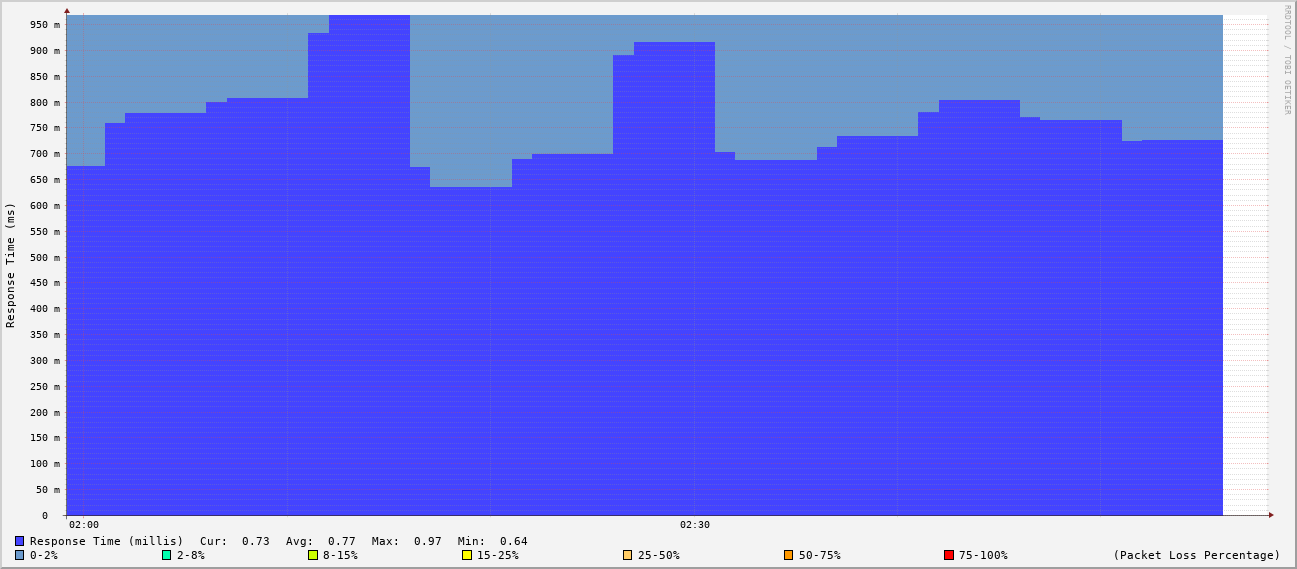 RRDTOOL / TOBI OETIKER
Response Time (ms)
950 m
900 m
850 m
800 m
750 m
700 m
650 m
600 m
550 m
500 m
450 m
400 m
350 m
300 m
250 m
200 m
150 m
100 m
50 m
0
02:00 02:30
Response Time (millis) Cur: 0.73 Avg: 0.77 Max: 0.97 Min: 0.64
0-2% 2-8% 8-15% 15-25% 25-50% 50-75% 75-100% (Packet Loss Percentage)